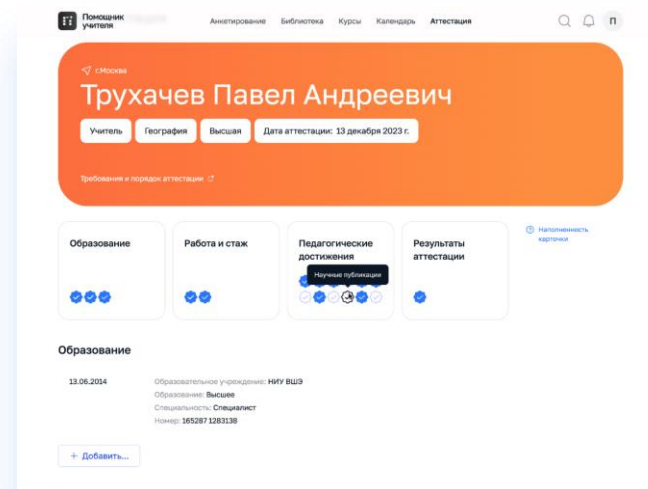 Помощник
учителя
Анкетирование Библиотека Курсы Календарь Аттестация
П
г.Москва
Трухачев Павел Андреевич
Учитель География Высшая Дата аттестации: 13 декабря 2023 г.
Требования и порядок аттестации
Образование
Работа и стаж
Педагогические
достижения
Результаты
аттестации
Наполненность
карточки
Научные публикации
Образование
13.06.2014
Образовательное учреждение: НИУ ВШЭ
Образование: Высшее
Специальность: Специалист
Номер: 165287 1283138
+ Добавить...